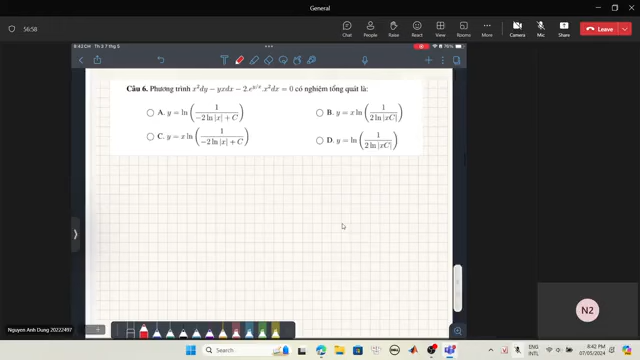 General
56:58
Chat
People
Raise
View
Rooms
More
Camera
Mic
Share
Leave
8:43 CH Th 3 7 thg 5
76%
Câu 6. Phương trình x²dy − yxdx − 2.e^{y/x}.x²dx = 0 có nghiệm tổng quát là:
A. y = ln(1/(−2 ln |x| + C))
B. y = x ln(1/(2 ln |xC|))
C. y = x ln(1/(−2 ln |x| + C))
D. y = ln(1/(2 ln |xC|))
N2
Nguyen Anh Dung 20222497
Search
ENG
INTL
8:42 PM
07/05/2024